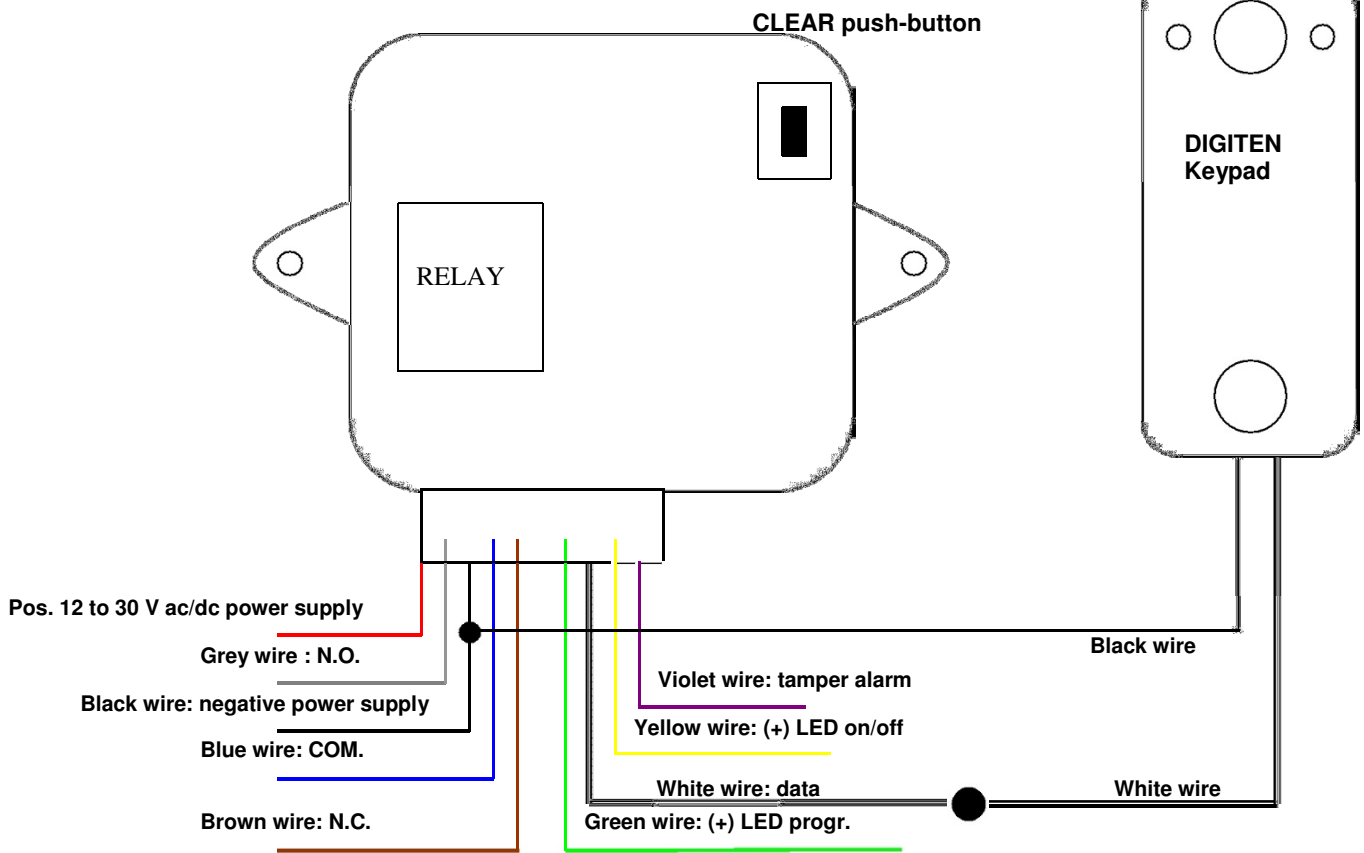 CLEAR push-button
DIGITEN
Keypad
RELAY
Pos. 12 to 30 V ac/dc power supply
Grey wire : N.O.
Black wire: negative power supply
Blue wire: COM.
Brown wire: N.C.
Black wire
Violet wire: tamper alarm
Yellow wire: (+) LED on/off
White wire: data
White wire
Green wire: (+) LED progr.